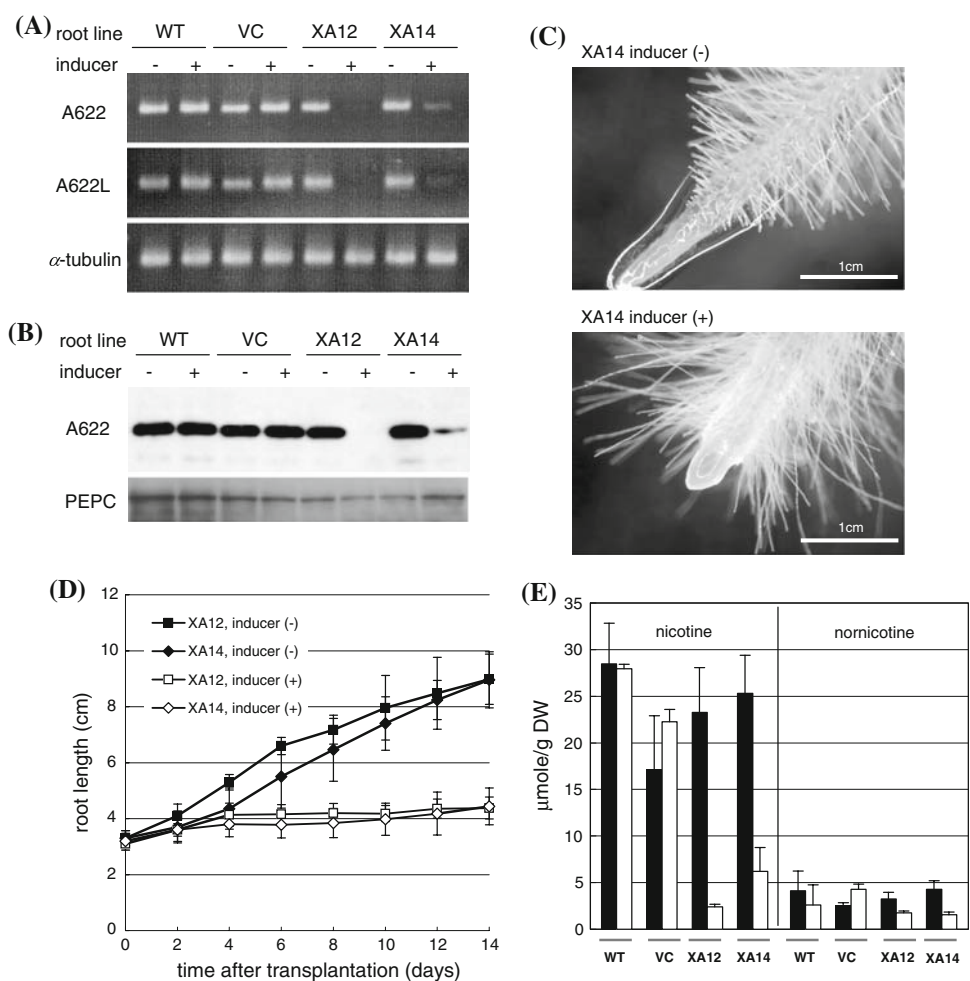 (A)
root line WT VC XA12 XA14
inducer - + - + - + - +
A622
A622L
α-tubulin
(B)
root line WT VC XA12 XA14
inducer - + - + - + - +
A622
PEPC
(C)
XA14 inducer (-)
1cm
XA14 inducer (+)
1cm
(D)
12
10
8
6
4
2
0
root length (cm)
XA12, inducer (-)
XA14, inducer (-)
XA12, inducer (+)
XA14, inducer (+)
0 2 4 6 8 10 12 14
time after transplantation (days)
(E)
35
30
25
20
15
10
5
0
µmole/g DW
nicotine nornicotine
WT VC XA12 XA14 WT VC XA12 XA14